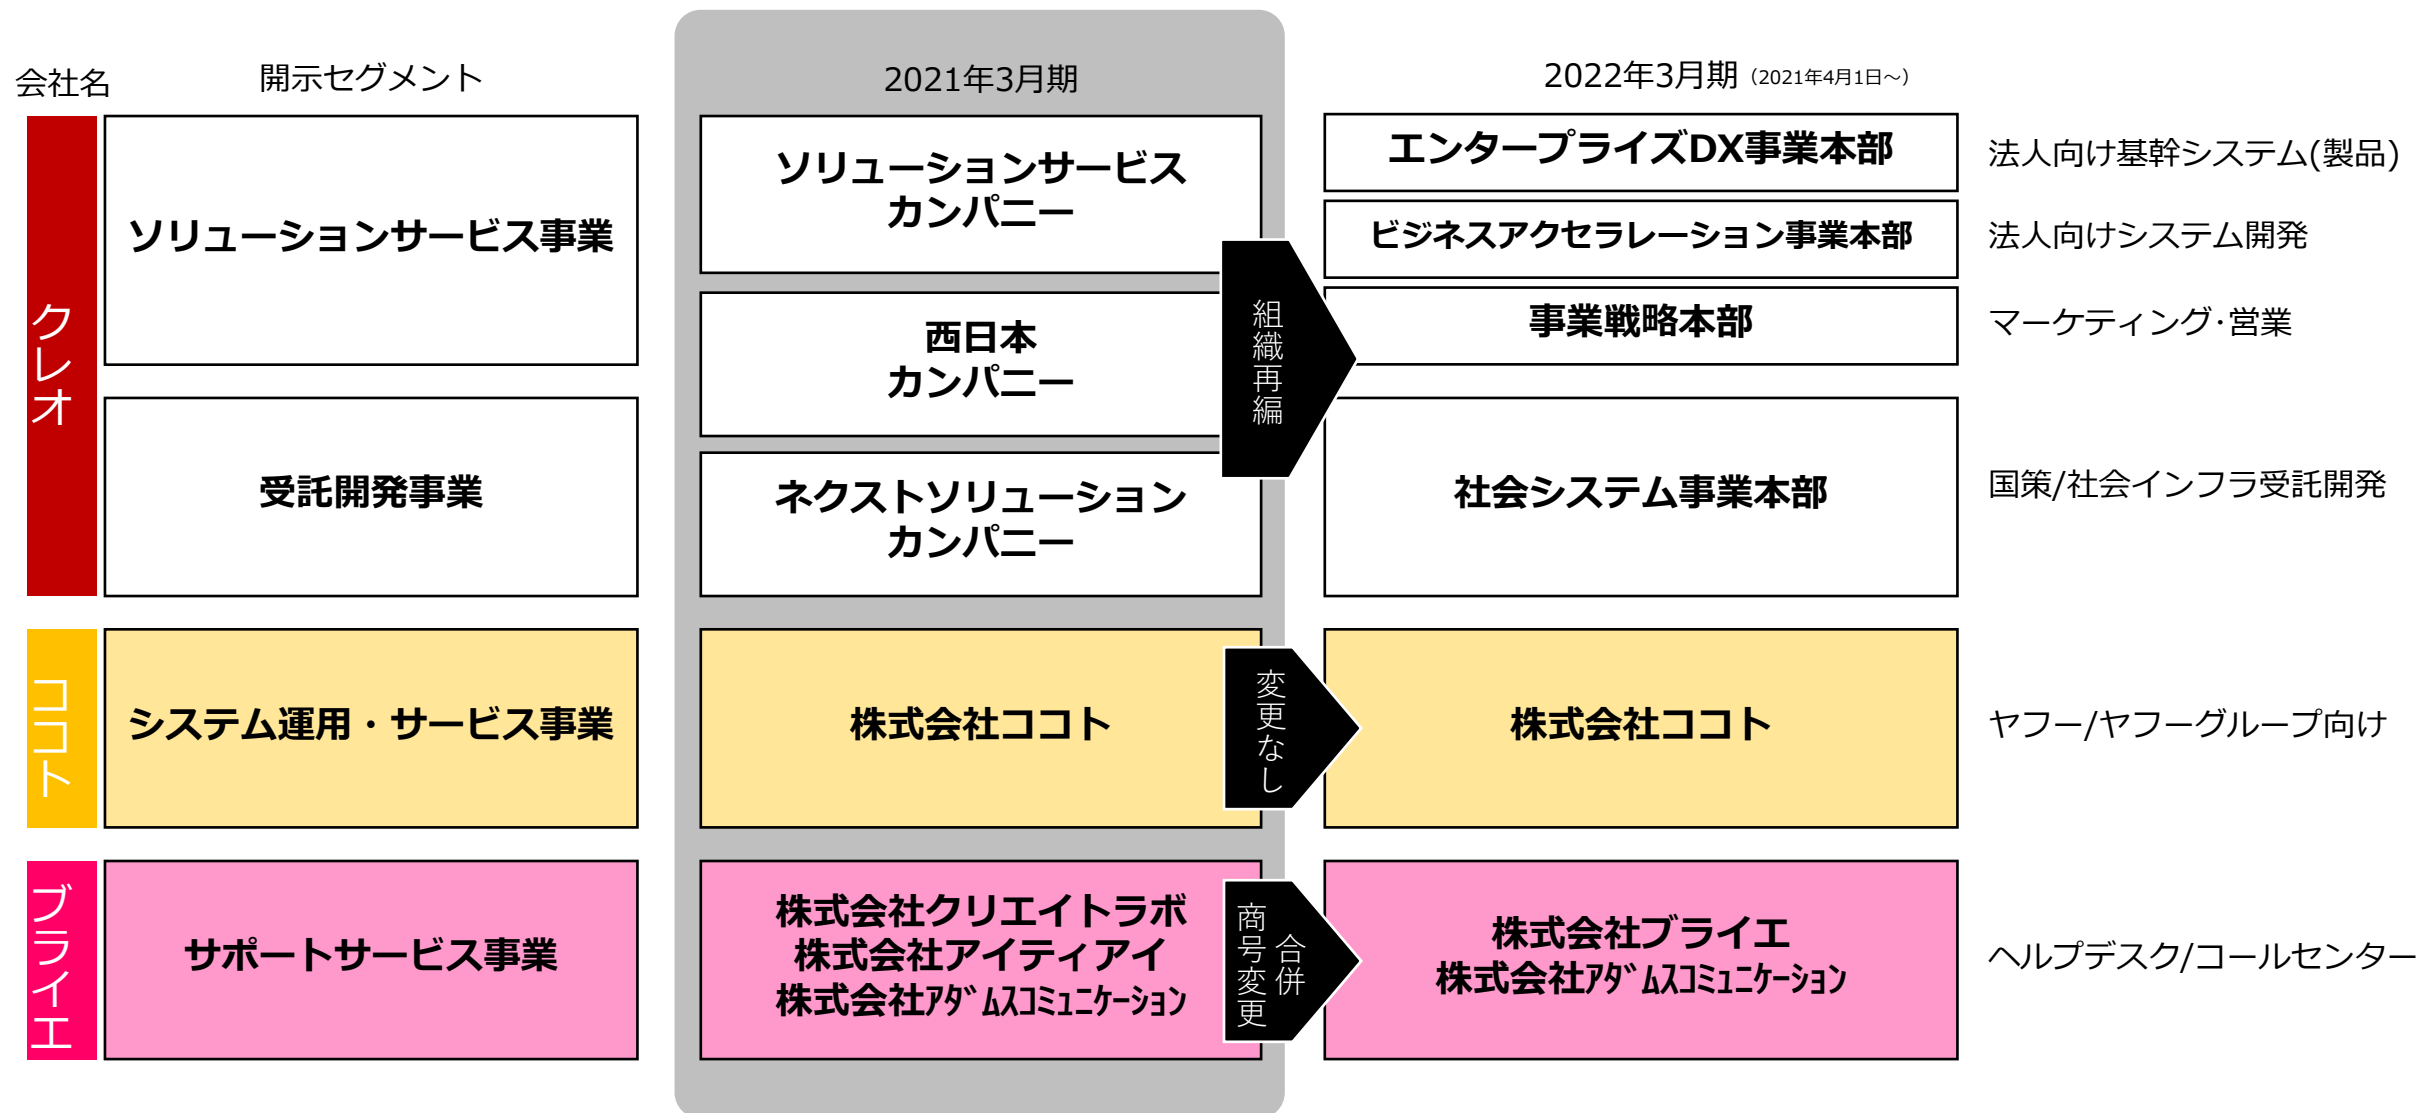 会社名
開示セグメント
2021年3月期
2022年3月期（2021年4月1日～）
クレオ
ソリューションサービス事業
受託開発事業
ソリューションサービス
カンパニー
西日本
カンパニー
ネクストソリューション
カンパニー
組織再編
エンタープライズDX事業本部
法人向け基幹システム(製品)
ビジネスアクセラレーション事業本部
法人向けシステム開発
事業戦略本部
マーケティング･営業
社会システム事業本部
国策/社会インフラ受託開発
ココト
システム運用・サービス事業
株式会社ココト
変更なし
株式会社ココト
ヤフー/ヤフーグループ向け
ブライエ
サポートサービス事業
株式会社クリエイトラボ
株式会社アイティアイ
株式会社ｱﾀﾞﾑｽｺﾐｭﾆｹｰｼｮﾝ
合併
商号変更
株式会社ブライエ
株式会社ｱﾀﾞﾑｽｺﾐｭﾆｹｰｼｮﾝ
ヘルプデスク/コールセンター